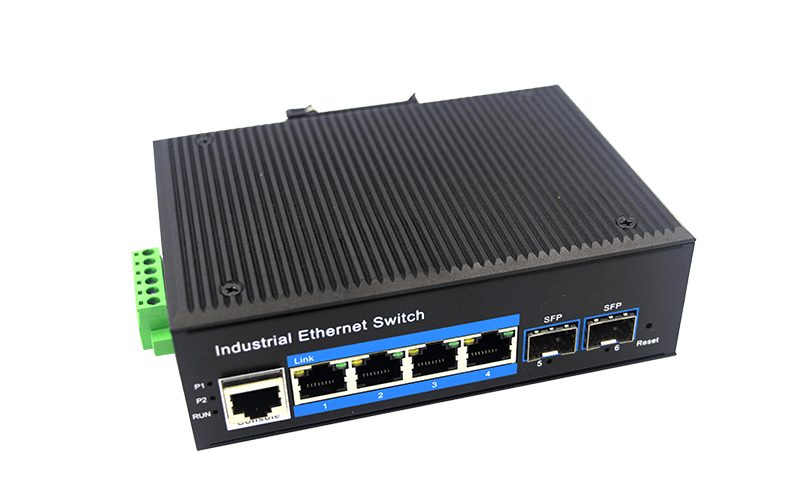 Industrial Ethernet Switch
Link
SFP
SFP
P1
P2
RUN
Console
1
2
3
4
5
6
Reset